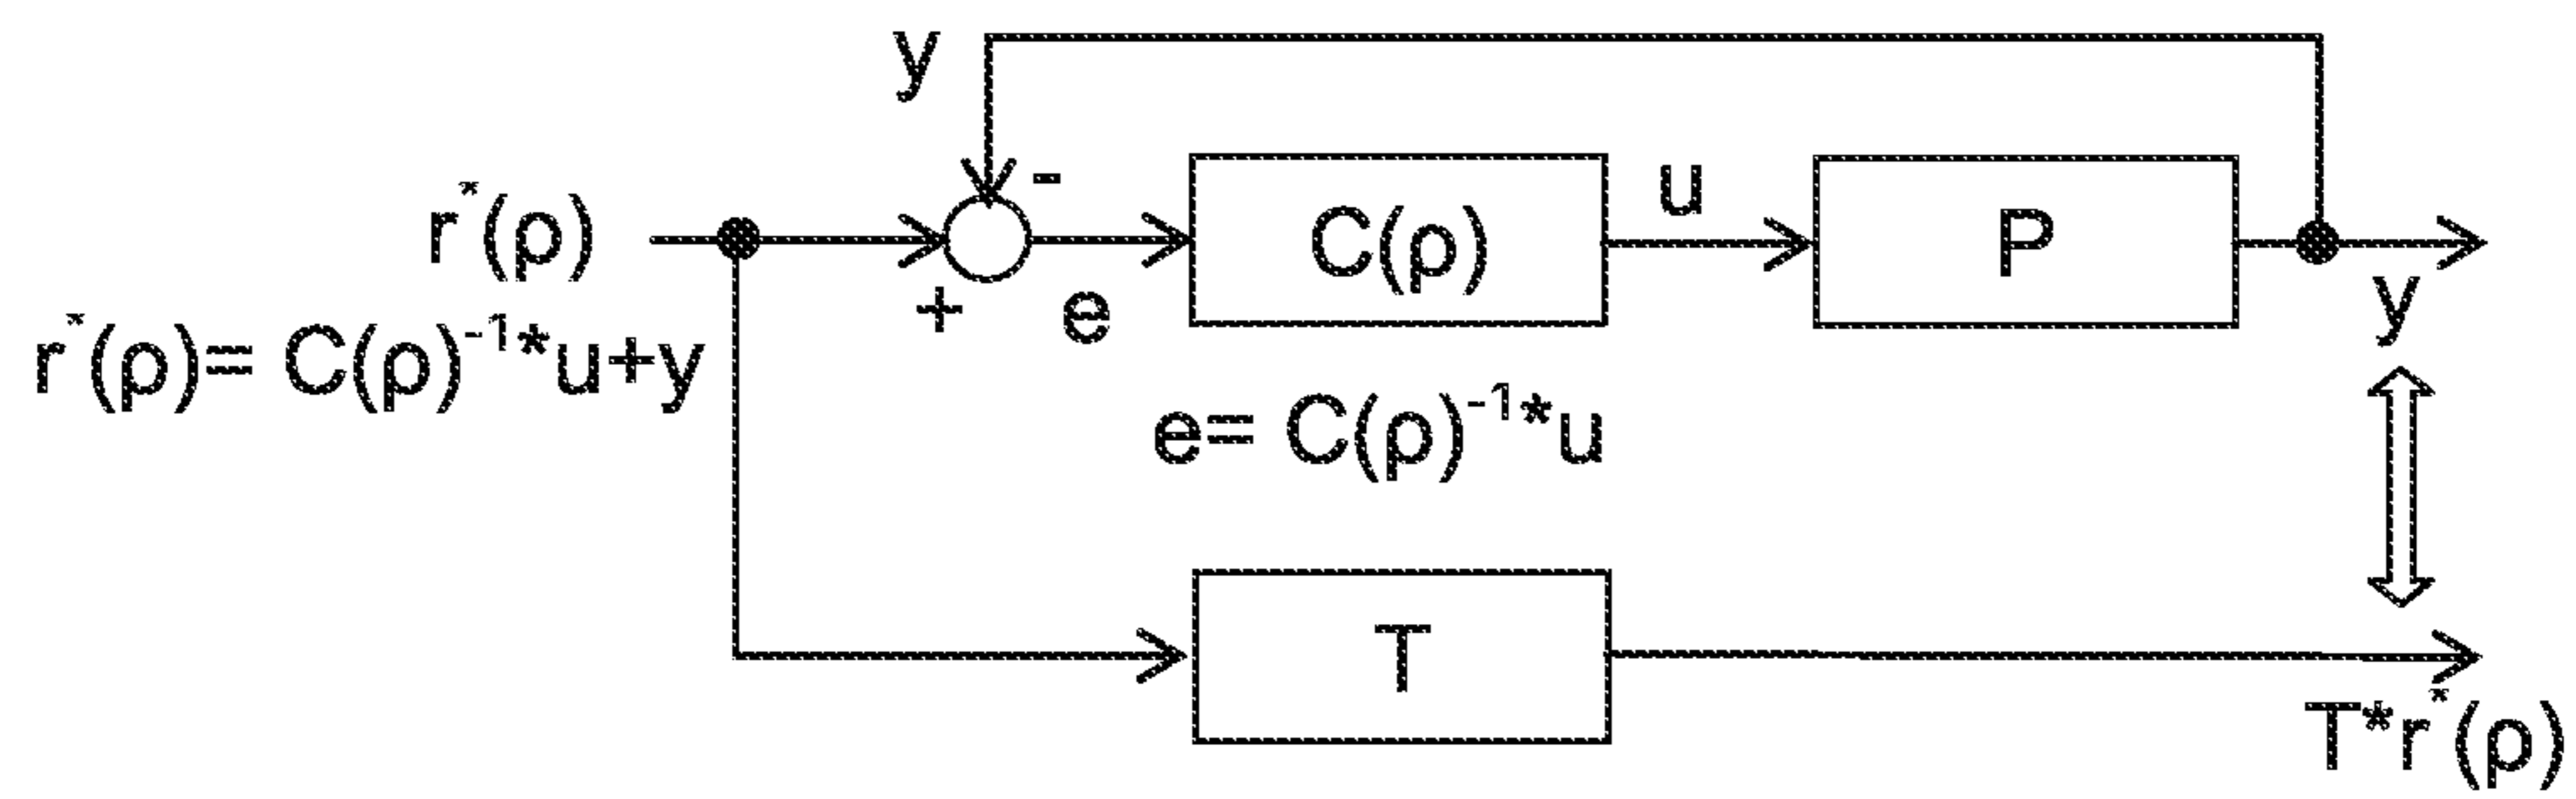 y
-
r*(ρ)
C(ρ)
u
P
+
e
y
r*(ρ)= C(ρ)-1*u+y
e= C(ρ)-1*u
T
T*r*(ρ)